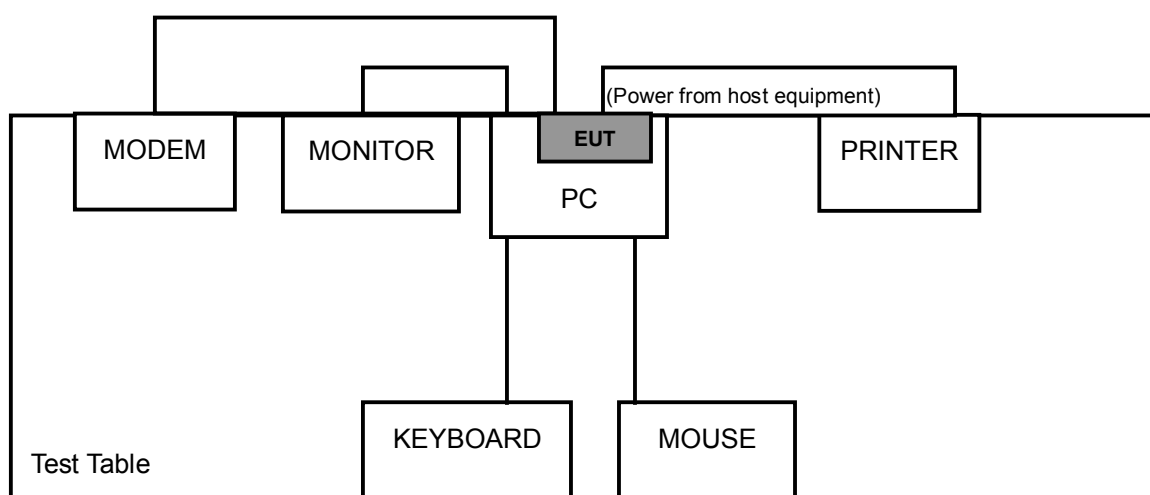 (Power from host equipment)
MODEM
MONITOR
EUT
PRINTER
PC
KEYBOARD
MOUSE
Test Table